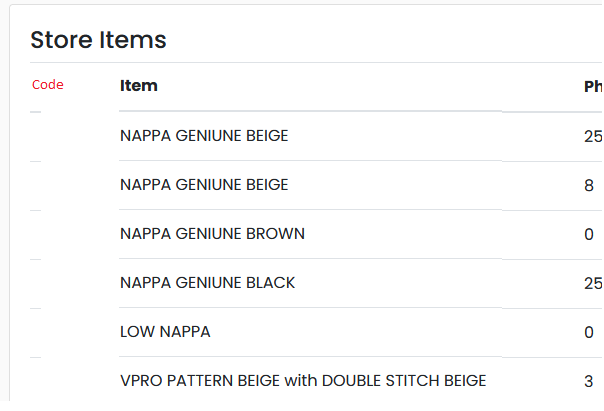 Store Items
Code Item Ph
NAPPA GENIUNE BEIGE 25
NAPPA GENIUNE BEIGE 8
NAPPA GENIUNE BROWN 0
NAPPA GENIUNE BLACK 25
LOW NAPPA 0
VPRO PATTERN BEIGE with DOUBLE STITCH BEIGE 3